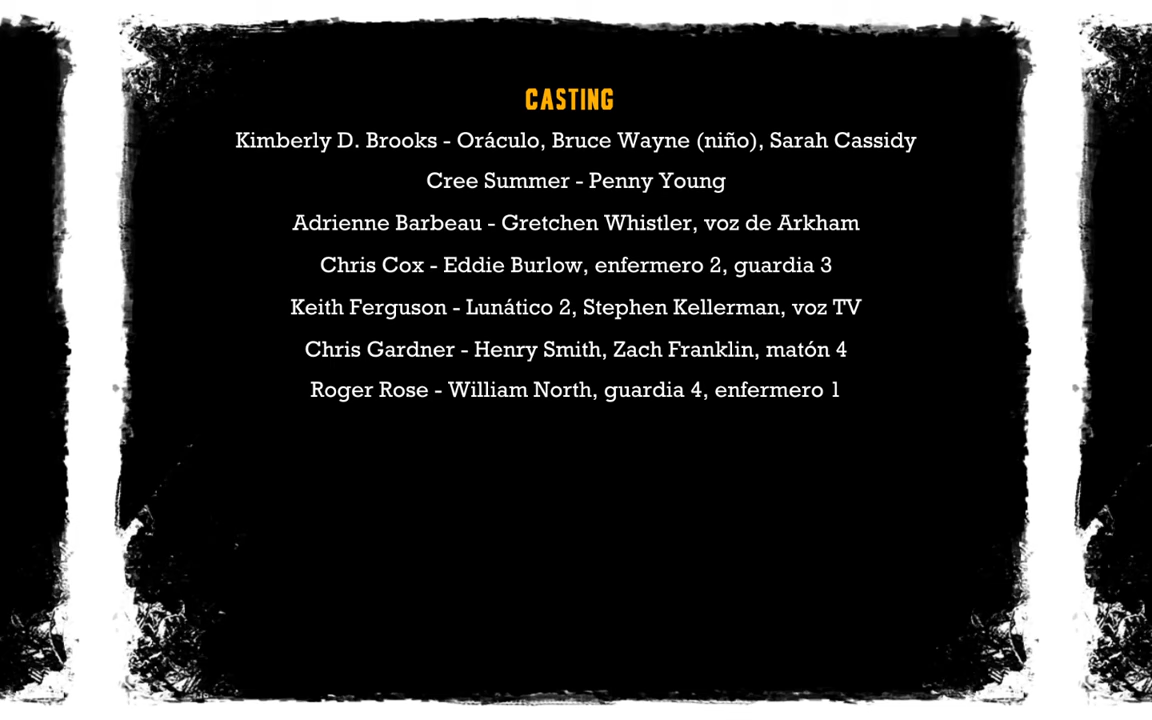 CASTING
Kimberly D. Brooks - Oráculo, Bruce Wayne (niño), Sarah Cassidy
Cree Summer - Penny Young
Adrienne Barbeau - Gretchen Whistler, voz de Arkham
Chris Cox - Eddie Burlow, enfermero 2, guardia 3
Keith Ferguson - Lunático 2, Stephen Kellerman, voz TV
Chris Gardner - Henry Smith, Zach Franklin, matón 4
Roger Rose - William North, guardia 4, enfermero 1